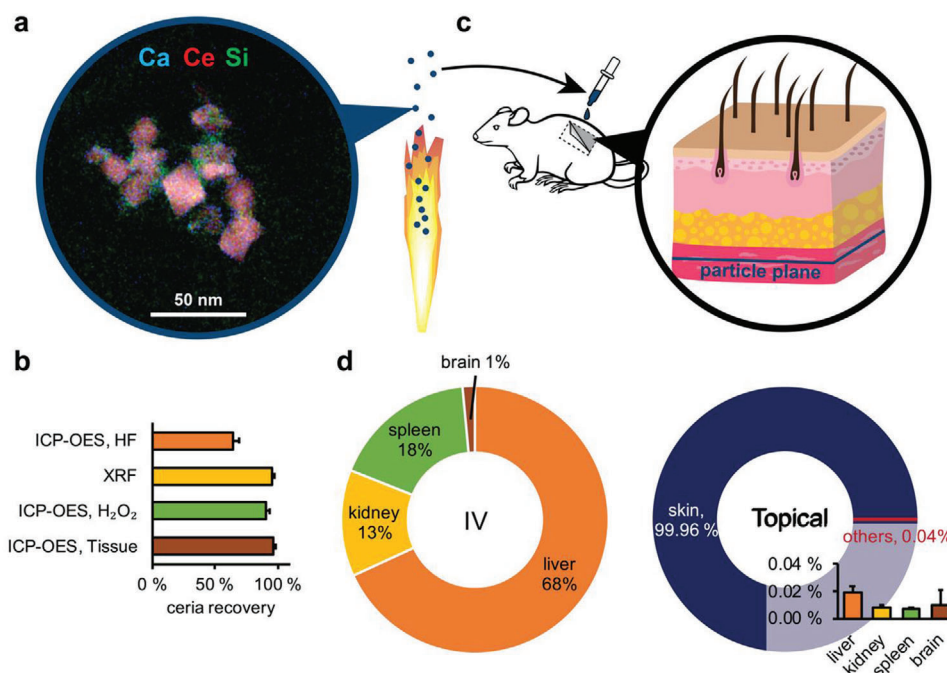 a
Ca Ce Si
50 nm
c
particle plane
b
ICP-OES, HF
XRF
ICP-OES, H₂O₂
ICP-OES, Tissue
0 %
50 %
100 %
ceria recovery
d
brain 1%
spleen
18%
kidney
13%
IV
liver
68%
skin,
99.96 %
Topical
others, 0.04%
0.04 %
0.02 %
0.00 %
liver
kidney
spleen
brain